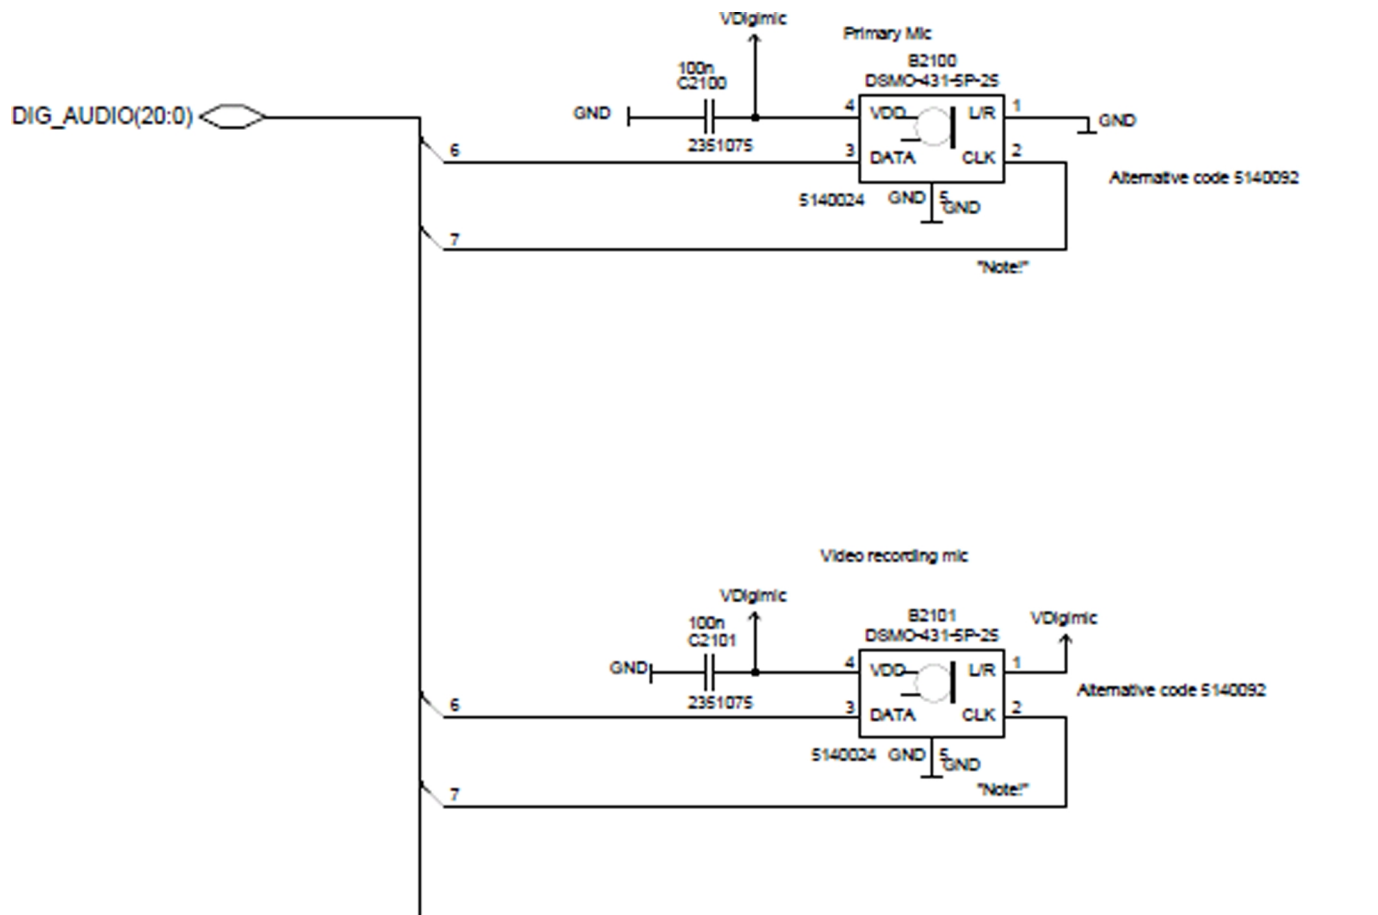 VDigimic
Primary Mic
B2100
DSMO-431-5P-2S
100n
C2100
DIG_AUDIO(20:0)
GND
4
VDD
L/R
1
GND
2351075
6
3
DATA
CLK
2
Alternative code 5140092
5140024
GND
5
GND
7
"Note!"
Video recording mic
VDigimic
B2101
DSMO-431-5P-2S
VDigimic
100n
C2101
GND
4
VDD
L/R
1
Alternative code 5140092
2351075
6
3
DATA
CLK
2
5140024
GND
5
GND
7
"Note!"